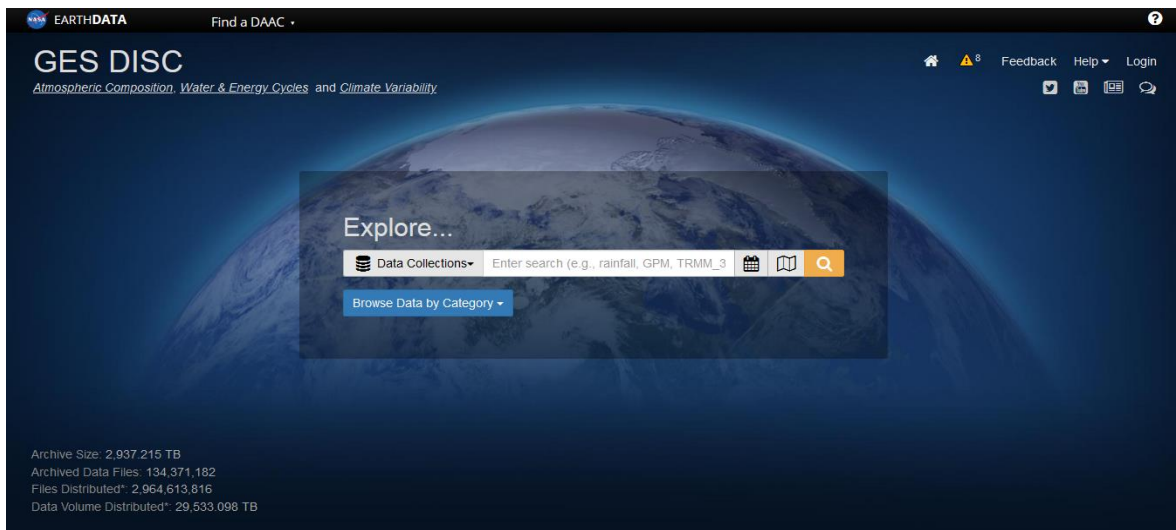 NASA EARTHDATA Find a DAAC
GES DISC
8 Feedback Help Login
Atmospheric Composition, Water & Energy Cycles and Climate Variability
Explore...
Data Collections Enter search (e.g., rainfall, GPM, TRMM_3
Browse Data by Category
Archive Size: 2,937.215 TB
Archived Data Files: 134,371,182
Files Distributed*: 2,964,613,816
Data Volume Distributed*: 29,533.098 TB